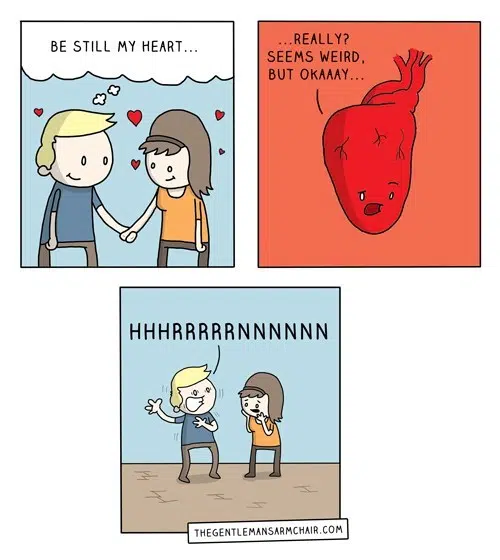 BE STILL MY HEART...
...REALLY?
SEEMS WEIRD,
BUT OKAAAY...
HHHRRRRRNNNNNN
THEGENTLEMANSARMCHAIR.COM